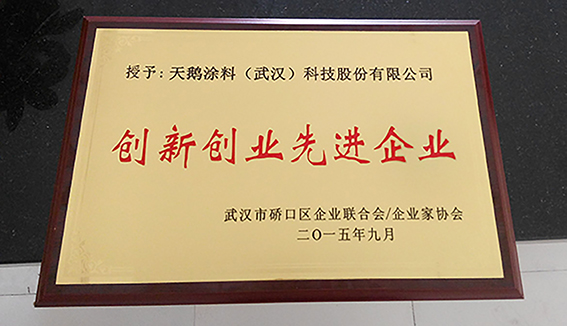 授予：天鹅涂料（武汉）科技股份有限公司
创新创业先进企业
武汉市硚口区企业联合会/企业家协会
二〇一五年九月